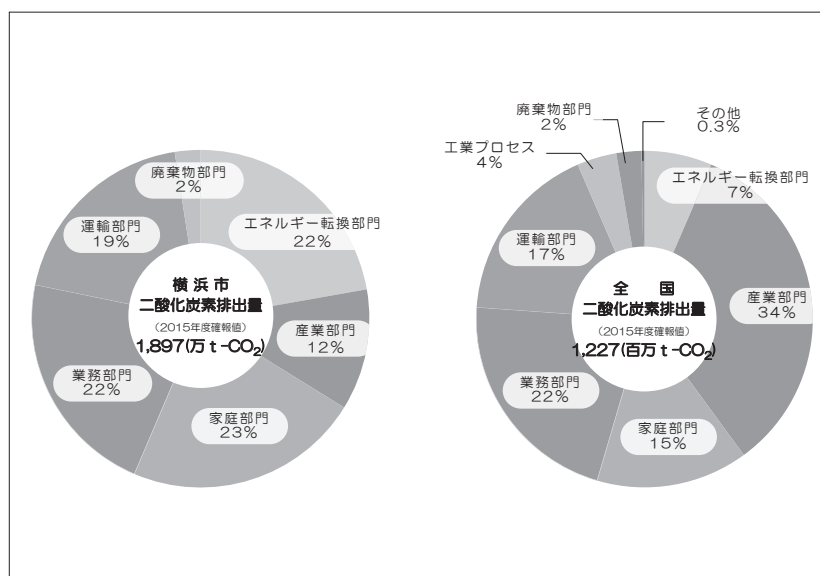 廃棄物部門
2%
エネルギー転換部門
22%
運輸部門
19%
横浜市
二酸化炭素排出量
（2015年度確報値）
1,897(万 t -CO₂)
産業部門
12%
業務部門
22%
家庭部門
23%
廃棄物部門
2%
その他
0.3%
工業プロセス
4%
エネルギー転換部門
7%
運輸部門
17%
全 国
二酸化炭素排出量
（2015年度確報値）
1,227(百万 t -CO₂)
産業部門
34%
業務部門
22%
家庭部門
15%